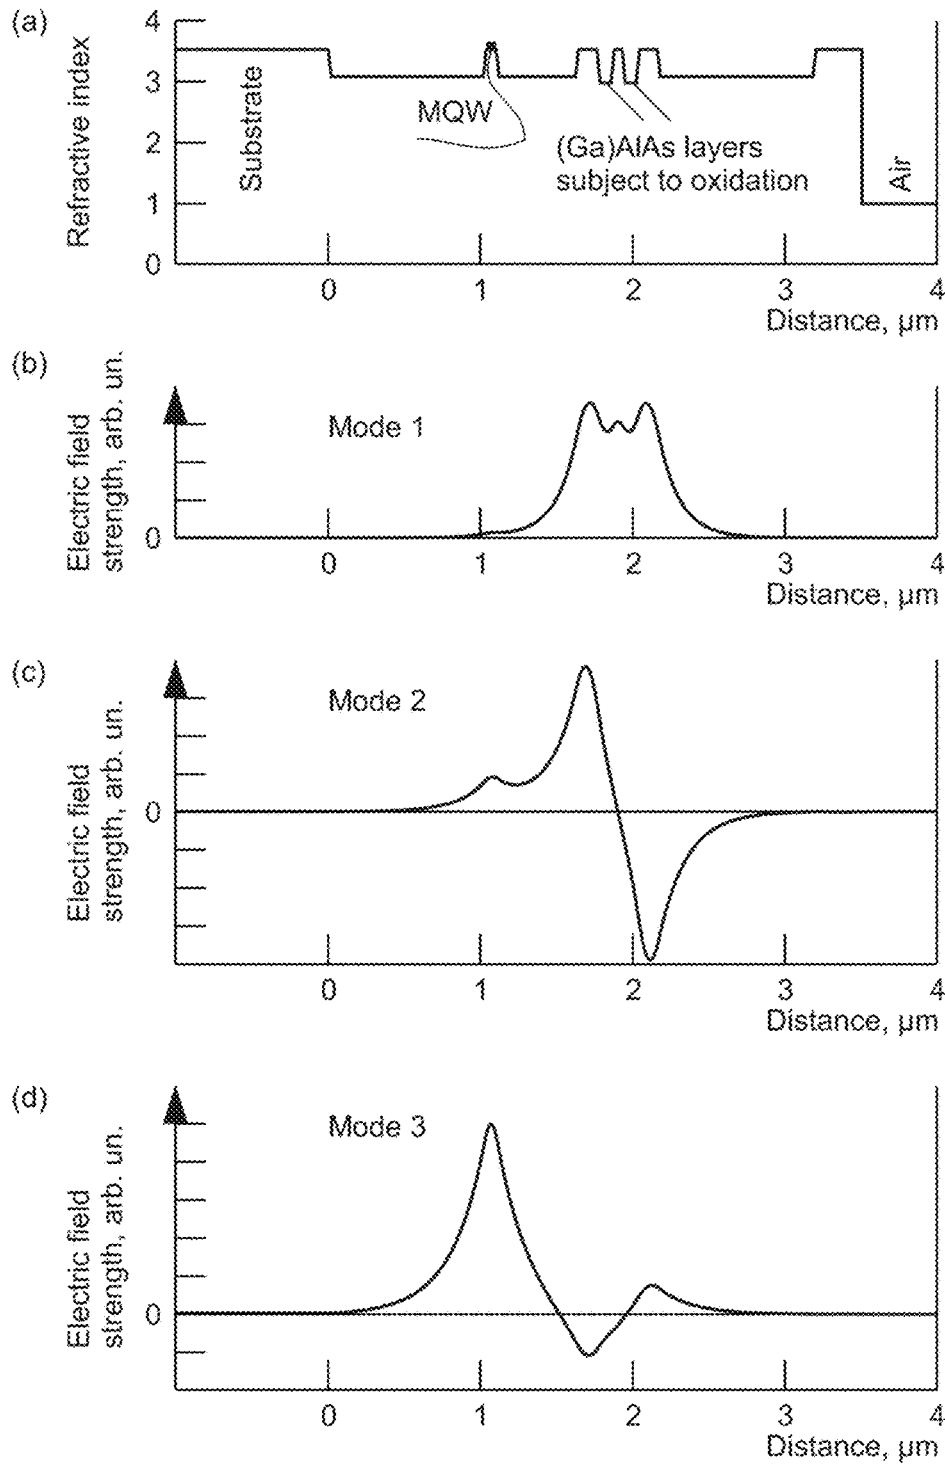 (a)
Refractive index
4
3
2
1
0
Substrate
MQW
(Ga)AlAs layers
subject to oxidation
Air
0 1 2 3 4
Distance, µm
(b)
Electric field
strength, arb. un.
0
Mode 1
0 1 2 3 4
Distance, µm
(c)
Electric field
strength, arb. un.
0
Mode 2
0 1 2 3 4
Distance, µm
(d)
Electric field
strength, arb. un.
0
Mode 3
0 1 2 3 4
Distance, µm